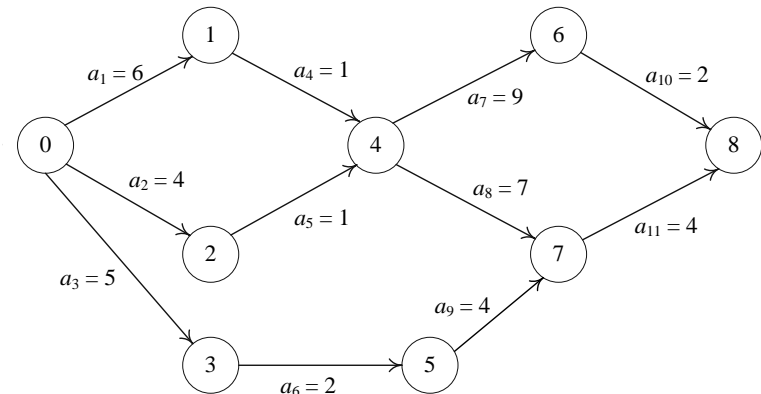 1
6
a₁ = 6
a₄ = 1
a₇ = 9
a₁₀ = 2
0
4
8
a₂ = 4
a₅ = 1
a₈ = 7
a₁₁ = 4
2
7
a₃ = 5
a₉ = 4
3
5
a₆ = 2